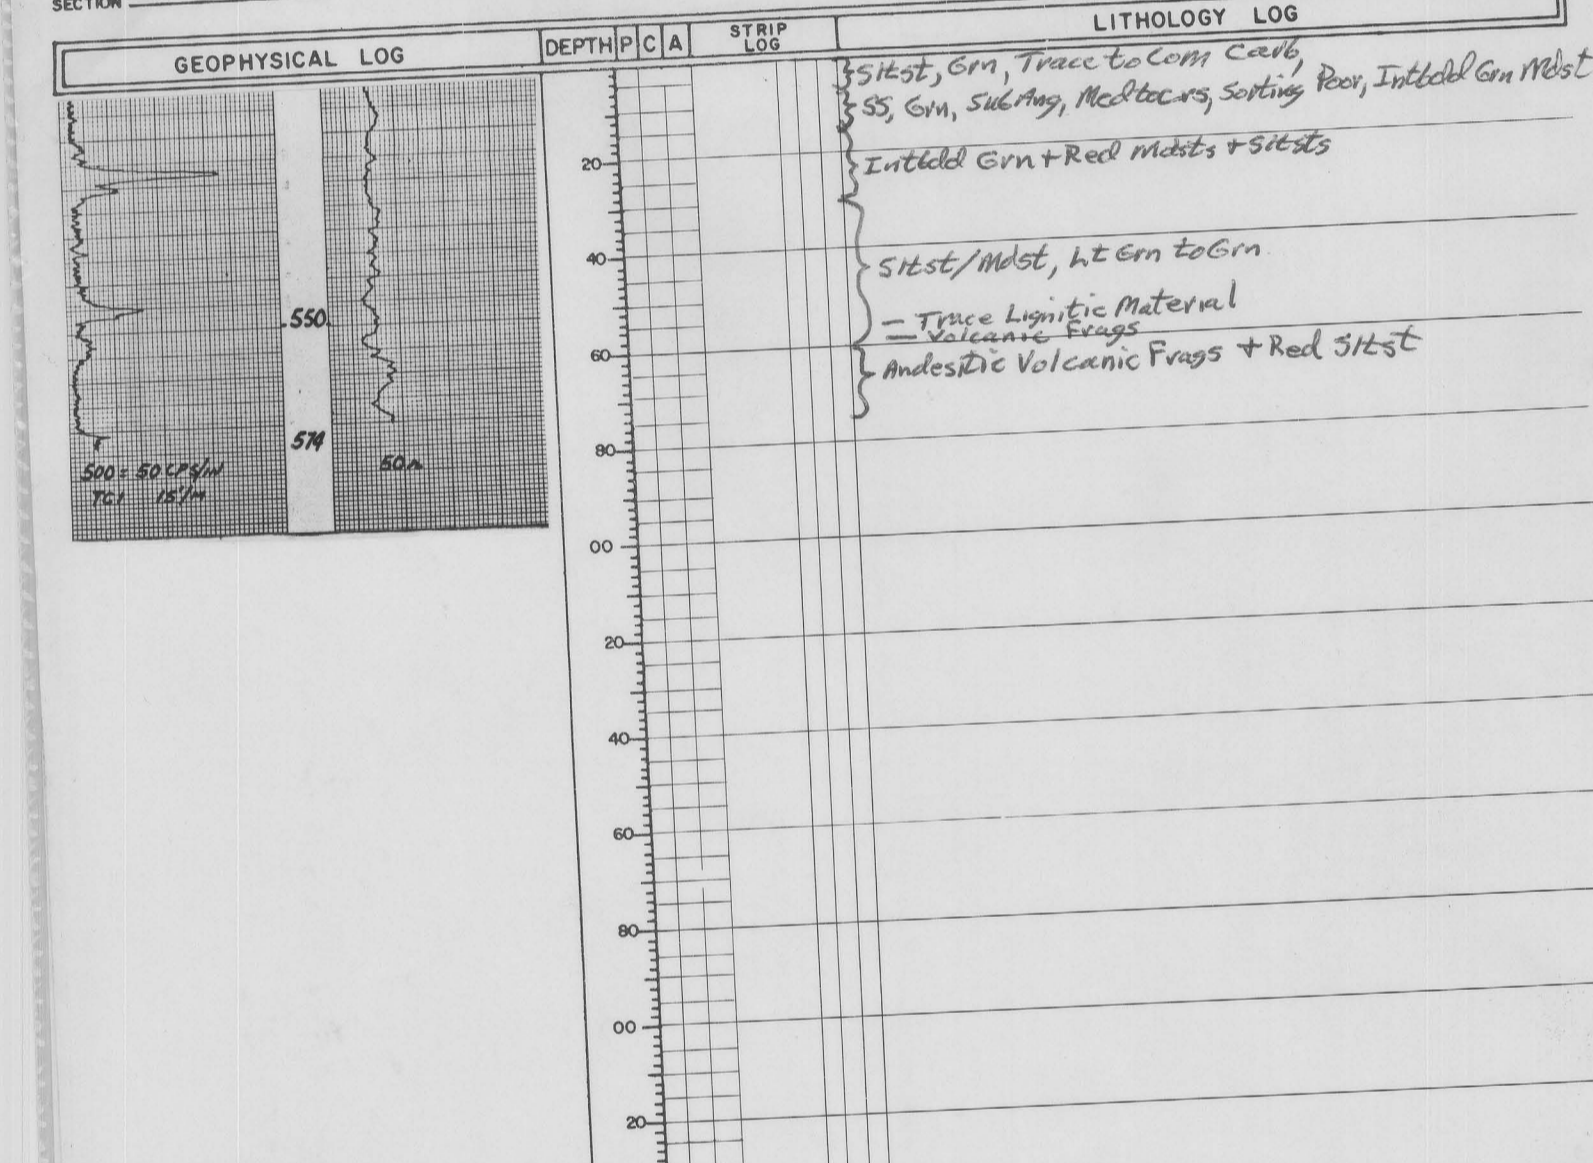 SECTION
GEOPHYSICAL LOG
DEPTH P C A
STRIP
LOG
LITHOLOGY LOG
Sltst, Grn, Trace to Com Carb,
SS, Grn, SubAng, Med to crs, Sorting Poor, Intbdd Grn Mdst
20
Intbdd Grn + Red Mdsts + Sltsts
40
Sltst/Mdst, Lt Grn to Grn
550
— Trace Lignitic Material
— Volcanic Frags
60
Andesitic Volcanic Frags + Red Sltst
574
80
500 = 50 CPS/IN
50
TC1 15'/M
00
20
40
60
80
00
20